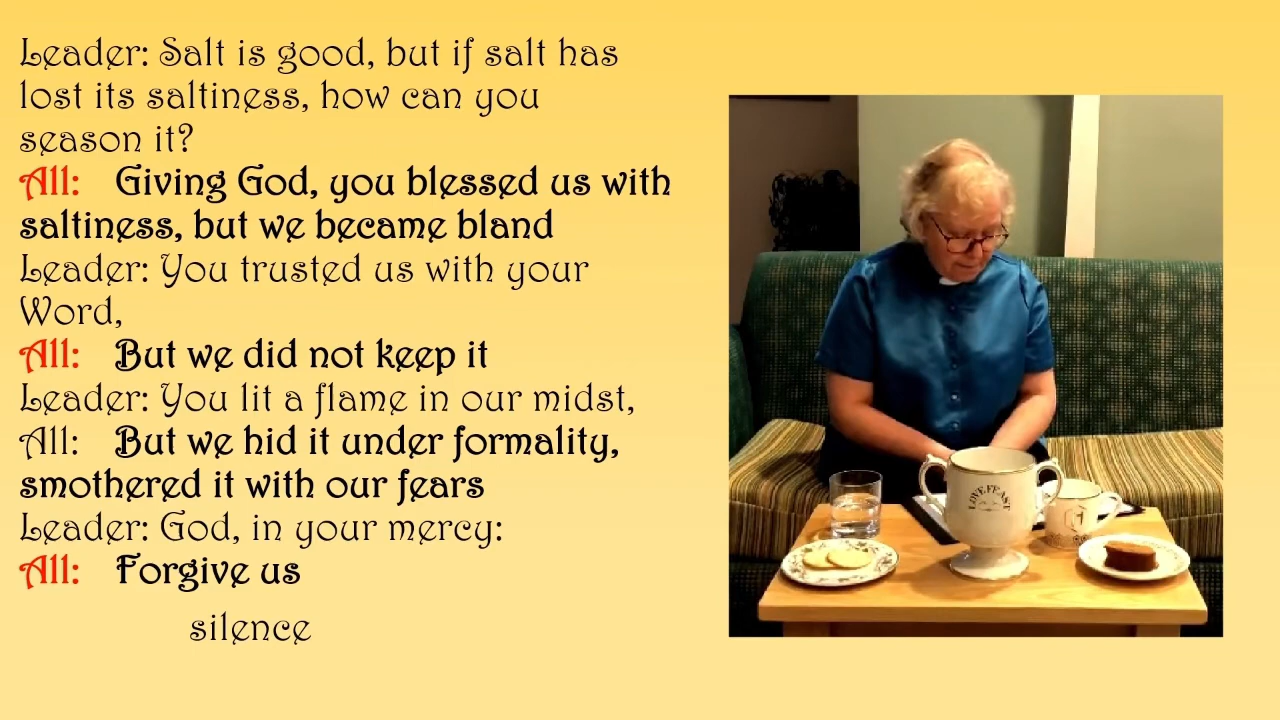 Leader: Salt is good, but if salt has
lost its saltiness, how can you
season it?
All: Giving God, you blessed us with
saltiness, but we became bland
Leader: You trusted us with your
Word,
All: But we did not keep it
Leader: You lit a flame in our midst,
All: But we hid it under formality,
smothered it with our fears
Leader: God, in your mercy:
All: Forgive us
silence
LOVEFEAST